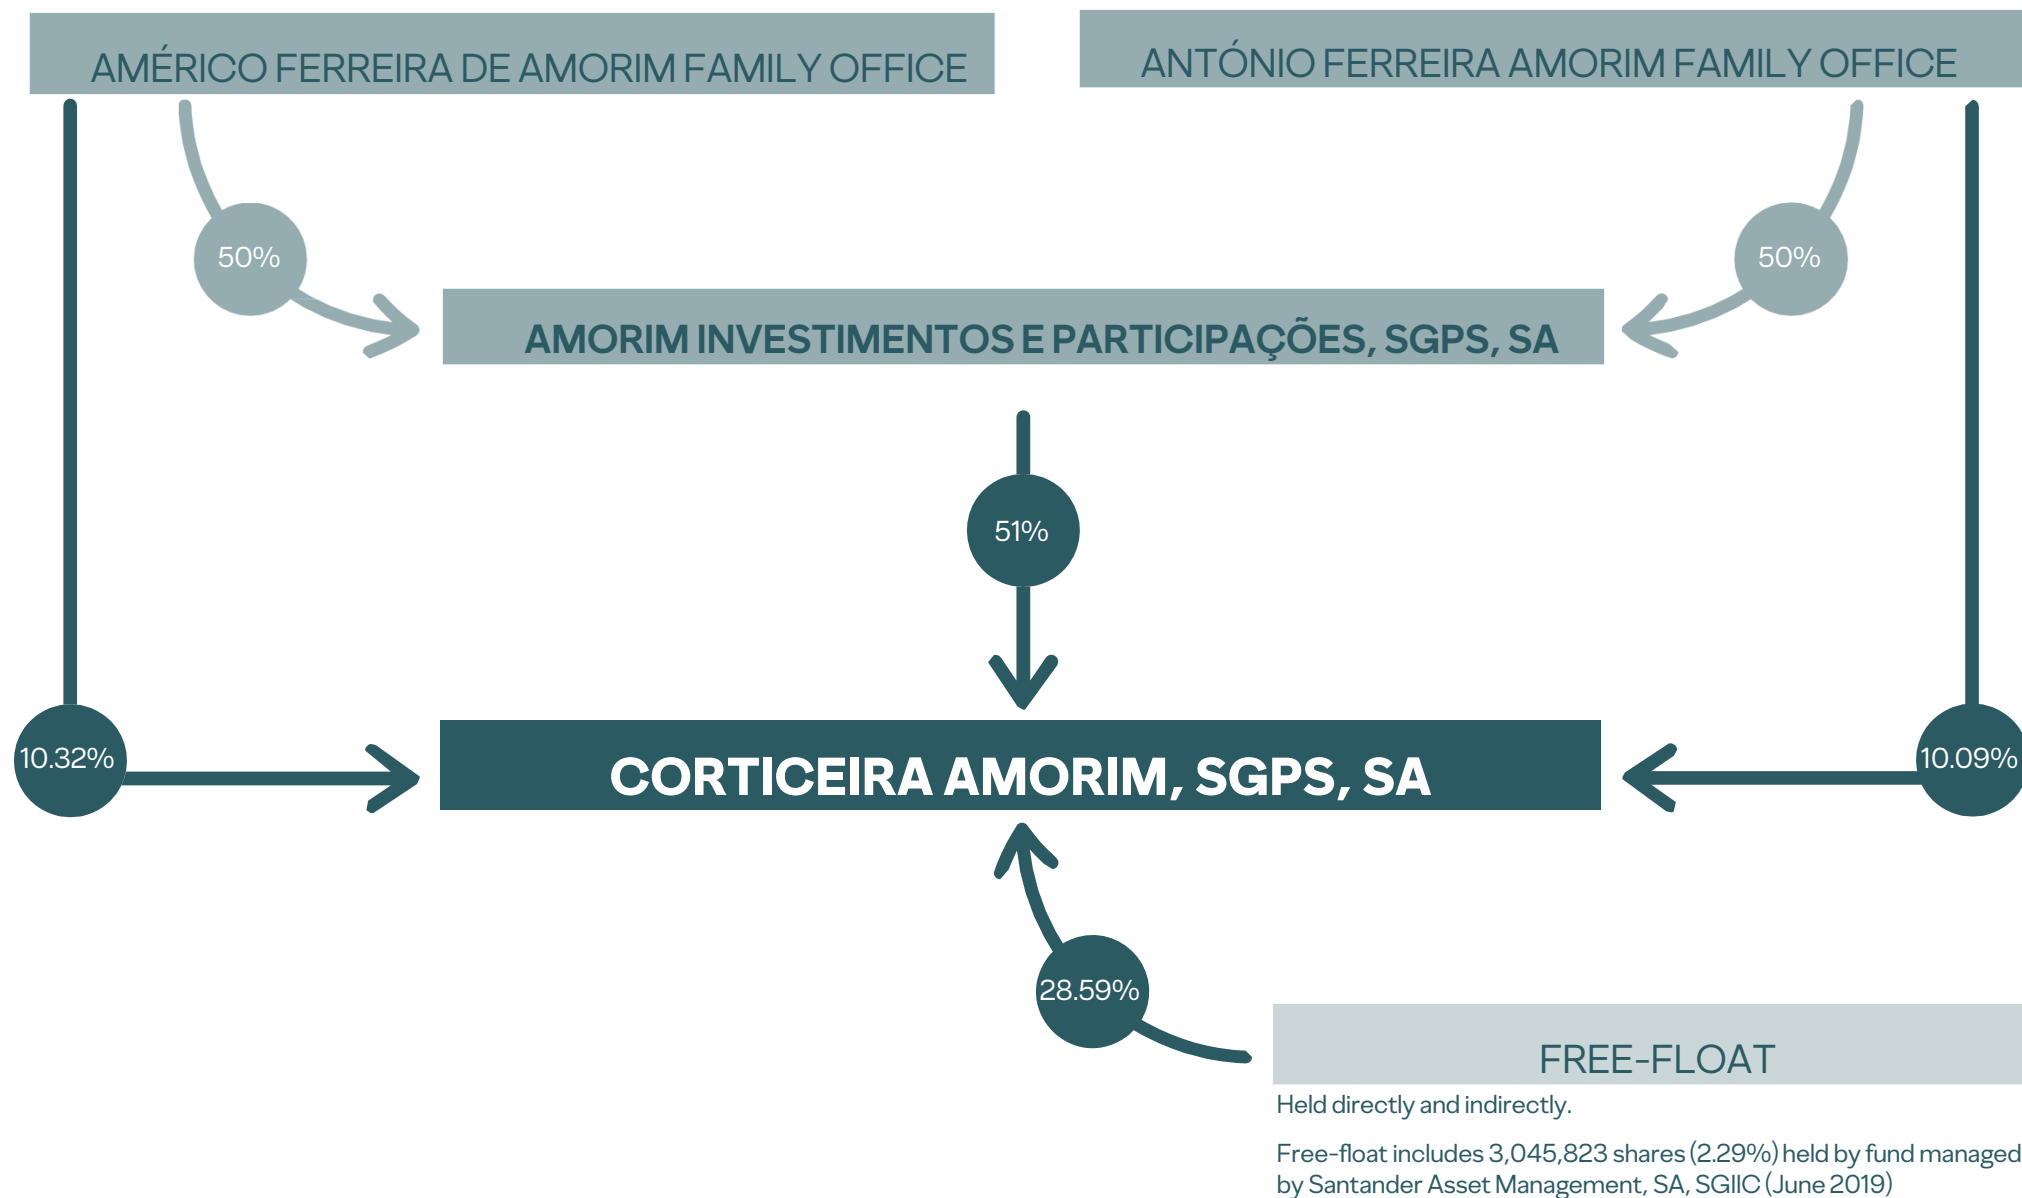 AMÉRICO FERREIRA DE AMORIM FAMILY OFFICE
ANTÓNIO FERREIRA AMORIM FAMILY OFFICE
50%
50%
AMORIM INVESTIMENTOS E PARTICIPAÇÕES, SGPS, SA
51%
10.32%
CORTICEIRA AMORIM, SGPS, SA
10.09%
28.59%
FREE-FLOAT
Held directly and indirectly.
Free-float includes 3,045,823 shares (2.29%) held by fund managed
by Santander Asset Management, SA, SGIIC (June 2019)